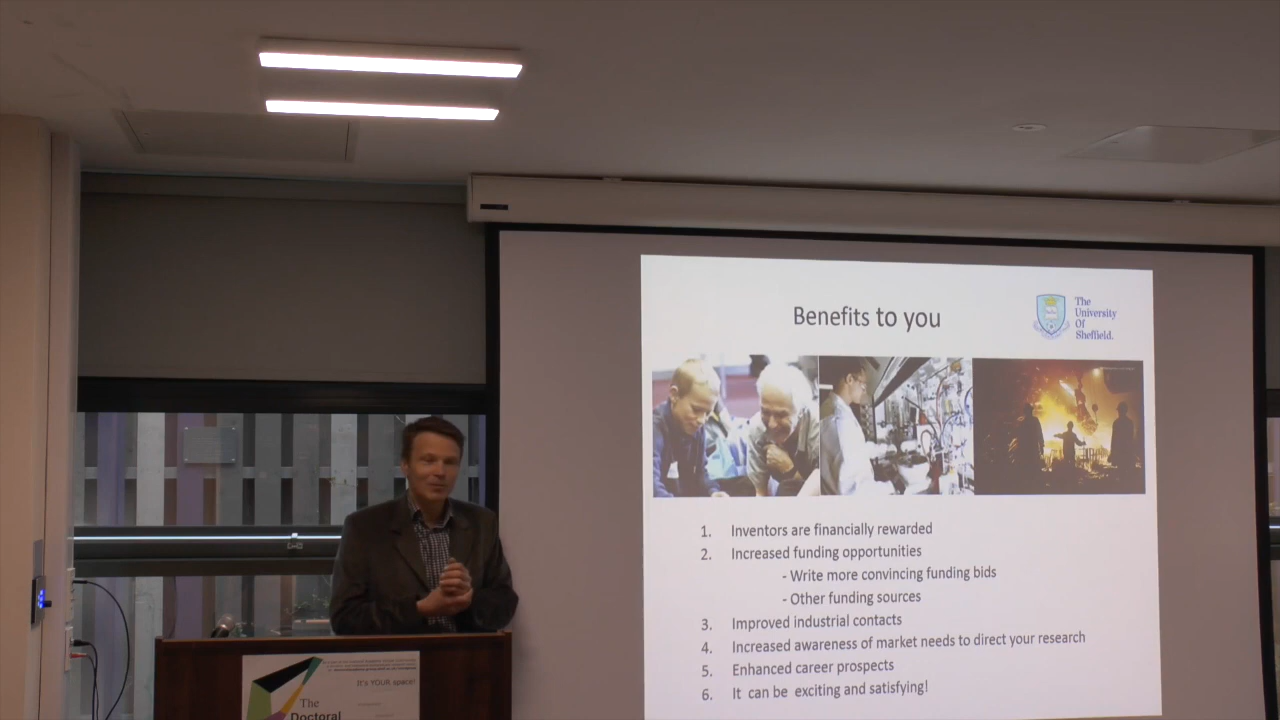 Benefits to you
The
University
Of
Sheffield.
1. Inventors are financially rewarded
2. Increased funding opportunities
- Write more convincing funding bids
- Other funding sources
3. Improved industrial contacts
4. Increased awareness of market needs to direct your research
5. Enhanced career prospects
6. It can be exciting and satisfying!
It's YOUR space!
The
Doctoral